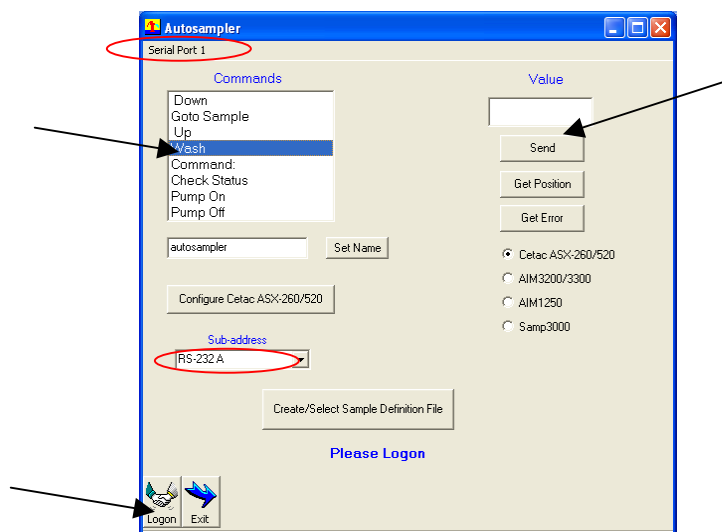 Autosampler
Serial Port 1
Commands
Down
Goto Sample
Up
Wash
Command:
Check Status
Pump On
Pump Off
Value
Send
Get Position
Get Error
autosampler
Set Name
Cetac ASX-260/520
AIM3200/3300
AIM1250
Samp3000
Configure Cetac ASX-260/520
Sub-address
RS-232 A
Create/Select Sample Definition File
Please Logon
Logon
Exit